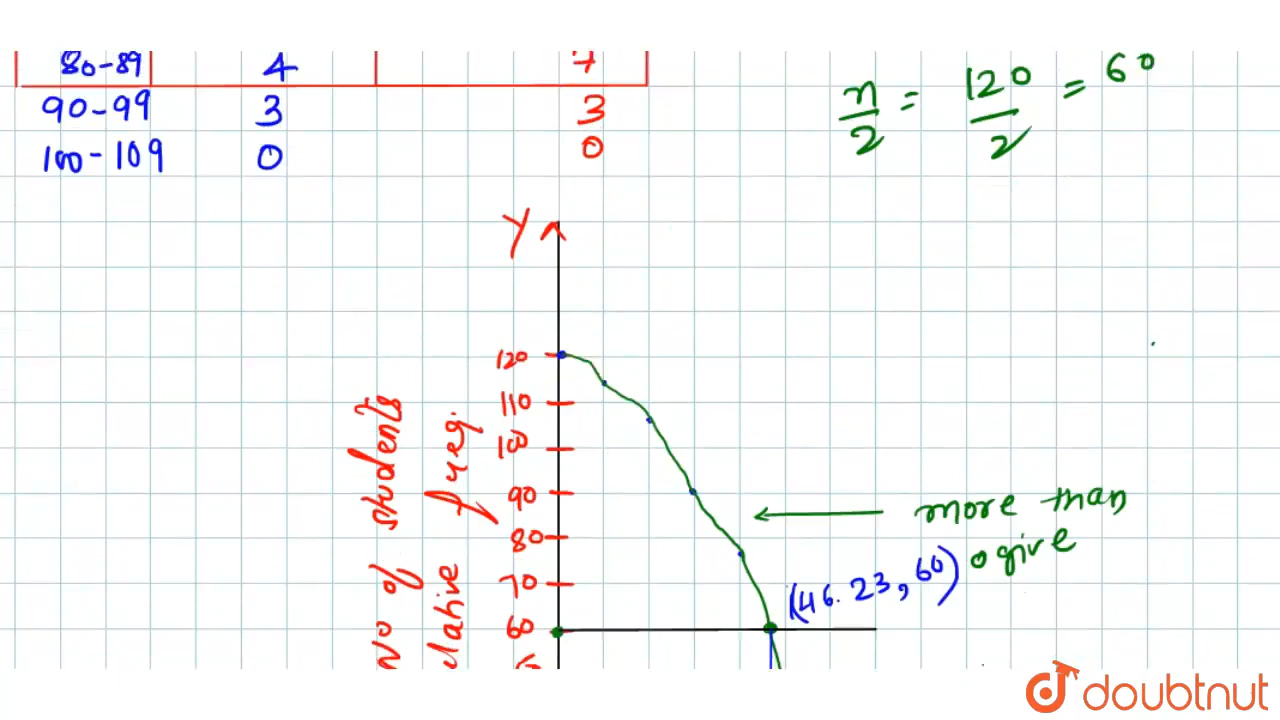 80-89 4 7
90-99 3 3
100-109 0 0
n/2 = 120/2 = 60
Y
120
110
100
90
80
70
60
No of students
freq.
more than
ogive
(46.23, 60)
doubtnut